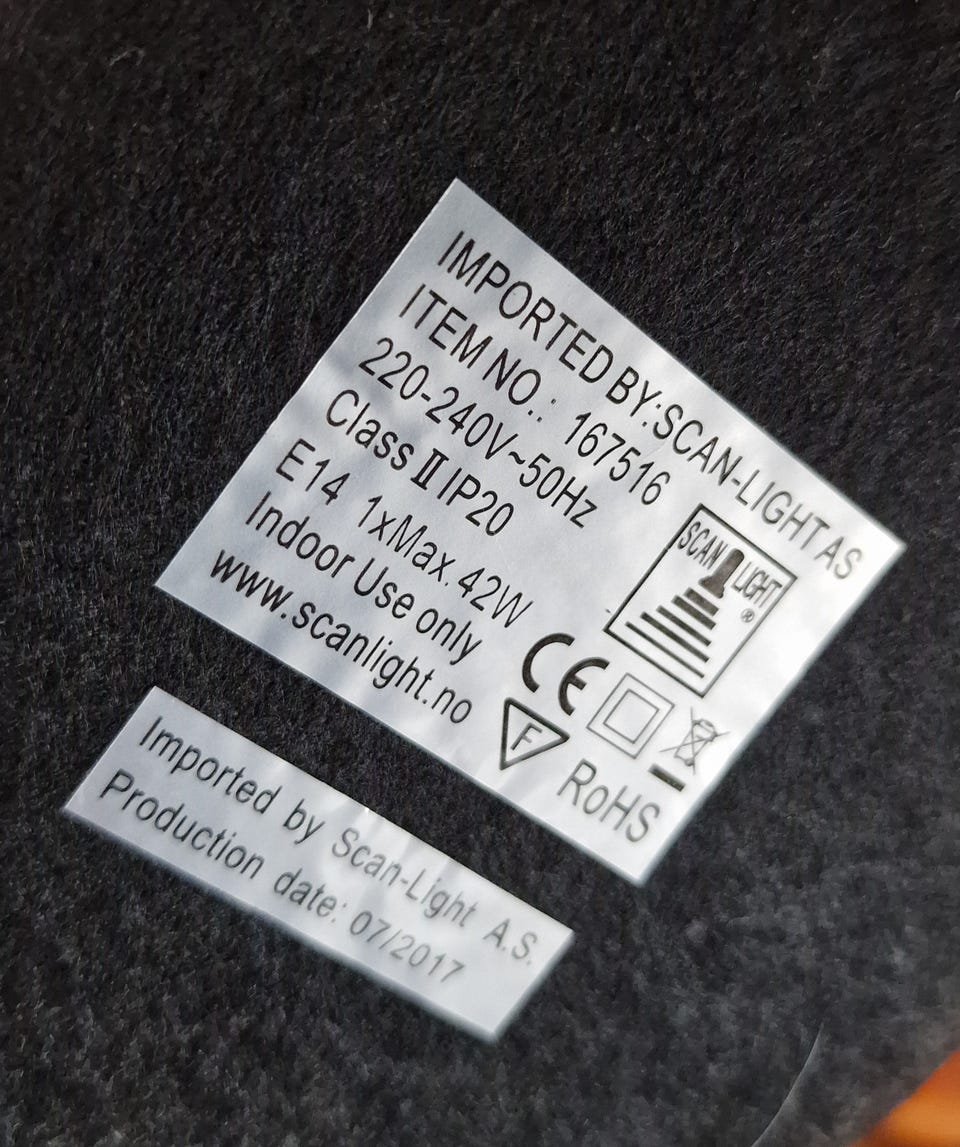 IMPORTED BY:SCAN-LIGHT AS
ITEM NO.: 167516
220-240V~50Hz
Class Ⅱ IP20
E14 1xMax.42W
Indoor Use only
www.scanlight.no
SCAN LIGHT
®
CE
F
RoHS
Imported by Scan-Light A.S.
Production date: 07/2017